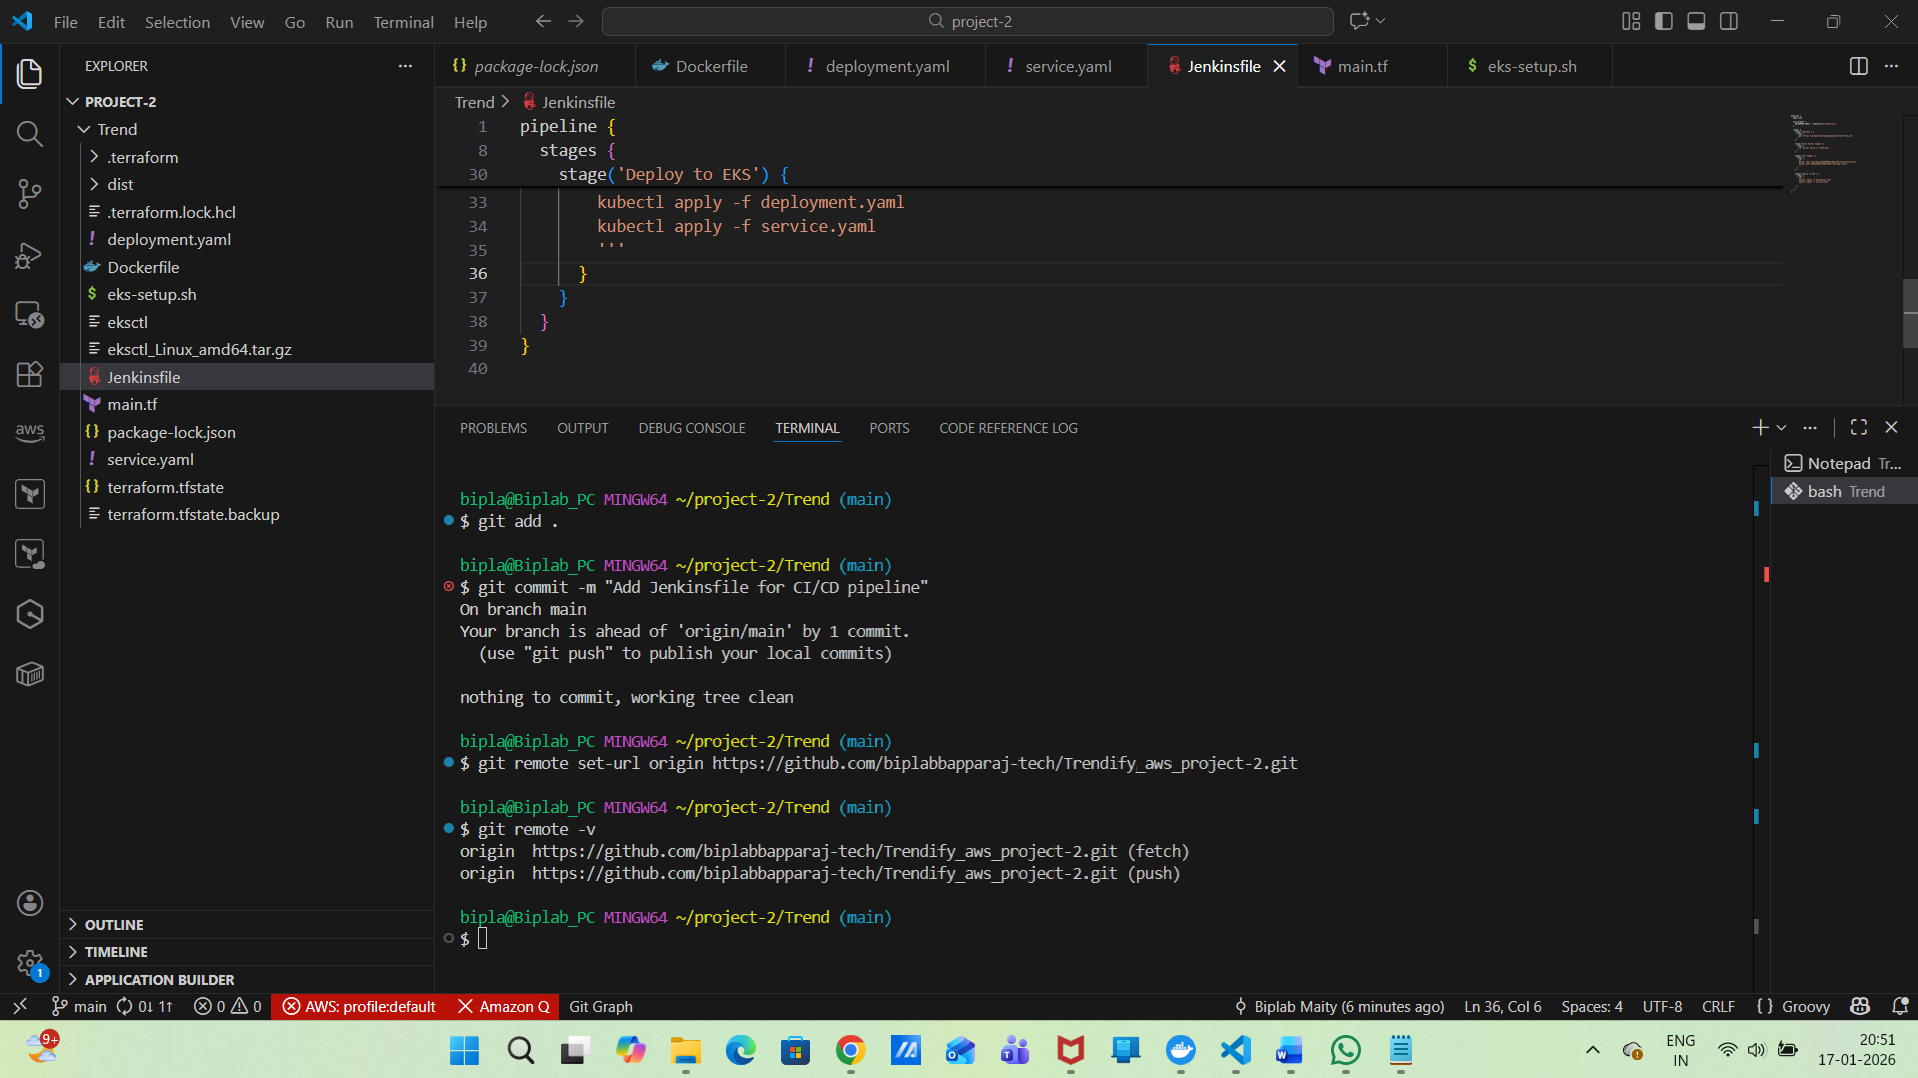 File Edit Selection View Go Run Terminal Help
project-2
EXPLORER
PROJECT-2
Trend
.terraform
dist
.terraform.lock.hcl
deployment.yaml
Dockerfile
eks-setup.sh
eksctl
eksctl_Linux_amd64.tar.gz
Jenkinsfile
main.tf
package-lock.json
service.yaml
terraform.tfstate
terraform.tfstate.backup
OUTLINE
TIMELINE
APPLICATION BUILDER
package-lock.json Dockerfile deployment.yaml service.yaml Jenkinsfile main.tf eks-setup.sh
Trend > Jenkinsfile
1 pipeline {
8 stages {
30 stage('Deploy to EKS') {
33 kubectl apply -f deployment.yaml
34 kubectl apply -f service.yaml
35 '''
36 }
37 }
38 }
39 }
40
PROBLEMS OUTPUT DEBUG CONSOLE TERMINAL PORTS CODE REFERENCE LOG
Notepad Tr...
bash Trend
bipla@Biplab_PC MINGW64 ~/project-2/Trend (main)
$ git add .
bipla@Biplab_PC MINGW64 ~/project-2/Trend (main)
$ git commit -m "Add Jenkinsfile for CI/CD pipeline"
On branch main
Your branch is ahead of 'origin/main' by 1 commit.
(use "git push" to publish your local commits)
nothing to commit, working tree clean
bipla@Biplab_PC MINGW64 ~/project-2/Trend (main)
$ git remote set-url origin https://github.com/biplabbapparaj-tech/Trendify_aws_project-2.git
bipla@Biplab_PC MINGW64 ~/project-2/Trend (main)
$ git remote -v
origin https://github.com/biplabbapparaj-tech/Trendify_aws_project-2.git (fetch)
origin https://github.com/biplabbapparaj-tech/Trendify_aws_project-2.git (push)
bipla@Biplab_PC MINGW64 ~/project-2/Trend (main)
$
aws
1
main 0↓ 1↑ 0 0 AWS: profile:default Amazon Q Git Graph
Biplab Maity (6 minutes ago) Ln 36, Col 6 Spaces: 4 UTF-8 CRLF { } Groovy
9+
ENG
IN
20:51
17-01-2026